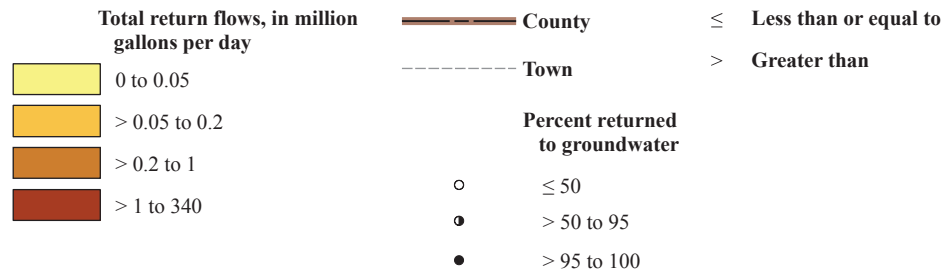 Total return flows, in million
gallons per day
0 to 0.05
> 0.05 to 0.2
> 0.2 to 1
> 1 to 340
County
Town
Percent returned
to groundwater
≤ 50
> 50 to 95
> 95 to 100
≤ Less than or equal to
> Greater than